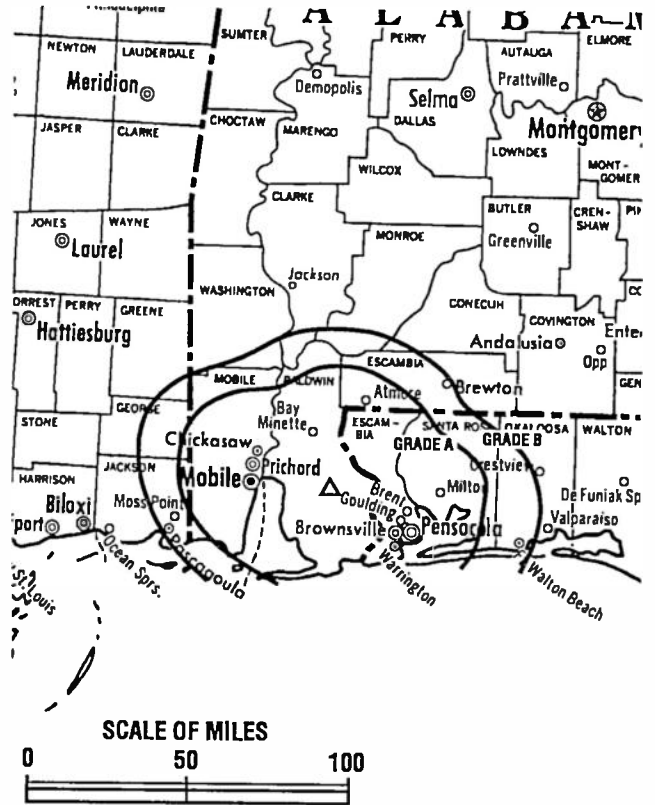 A L A B A
SUMTER
PERRY
ELMORE
NEWTON
LAUDERDALE
AUTAUGA
Meridion
Demopolis
Selma
Prattville
CHOCTAW
MARENGO
DALLAS
Montgomer
JASPER
CLARKE
LOWNDES
MONT-
GOMER
WILCOX
CLARKE
BUTLER
CREN-
SHAW
JONES
WAYNE
Laurel
MONROE
Greenville
Jackson
WASHINGTON
CONECUH
ORREST
PERRY
GREENE
COVINGTON
Hattiesburg
Andalusia
Ente
Opp
ESCAMBIA
MOBILE
BALDWIN
Atmore
Brewton
GEN
STONE
GEORGE
Bay
Minette
ESCAM-
BIA
SANTA ROS
OKALOOSA
WALTON
GRADE A
GRADE B
Chickasaw
Prichord
Mobile
Crestview
HARRISON
JACKSON
Milton
De Funiak Sp
Moss Point
Brent
Goulding
Biloxi
port
Brownsville
Pensacola
Valparaiso
Ocean Sprs.
Pascagoula
Warrington
Walton Beach
St. Louis
SCALE OF MILES
0 50 100